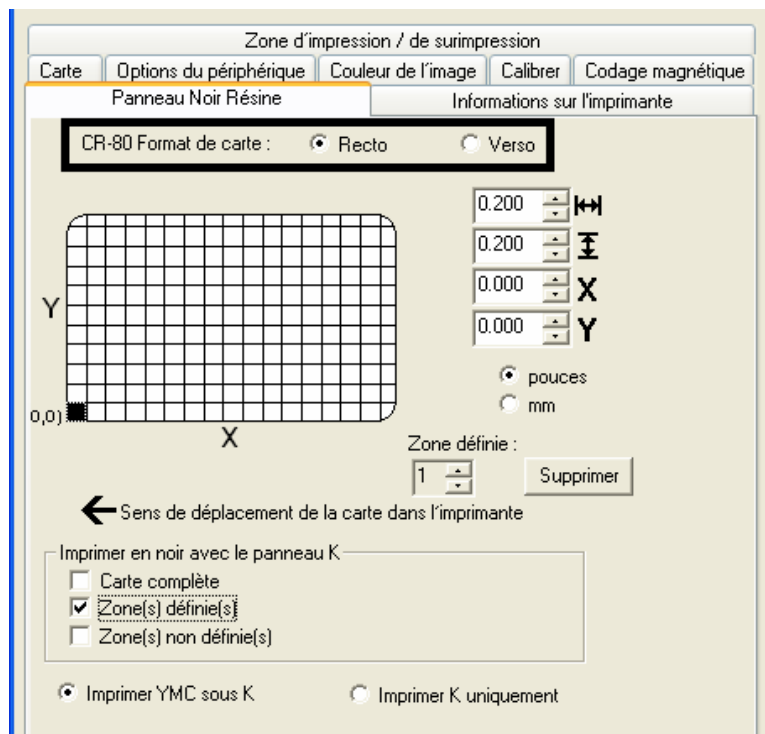 Zone d'impression / de surimpression
Carte Options du périphérique Couleur de l'image Calibrer Codage magnétique
Panneau Noir Résine Informations sur l'imprimante
CR-80 Format de carte : Recto Verso
0.200
0.200
0.000 X
0.000 Y
Y
pouces
mm
0,0)
X
Zone définie :
1 Supprimer
Sens de déplacement de la carte dans l'imprimante
Imprimer en noir avec le panneau K
Carte complète
Zone(s) définie(s)
Zone(s) non définie(s)
Imprimer YMC sous K Imprimer K uniquement